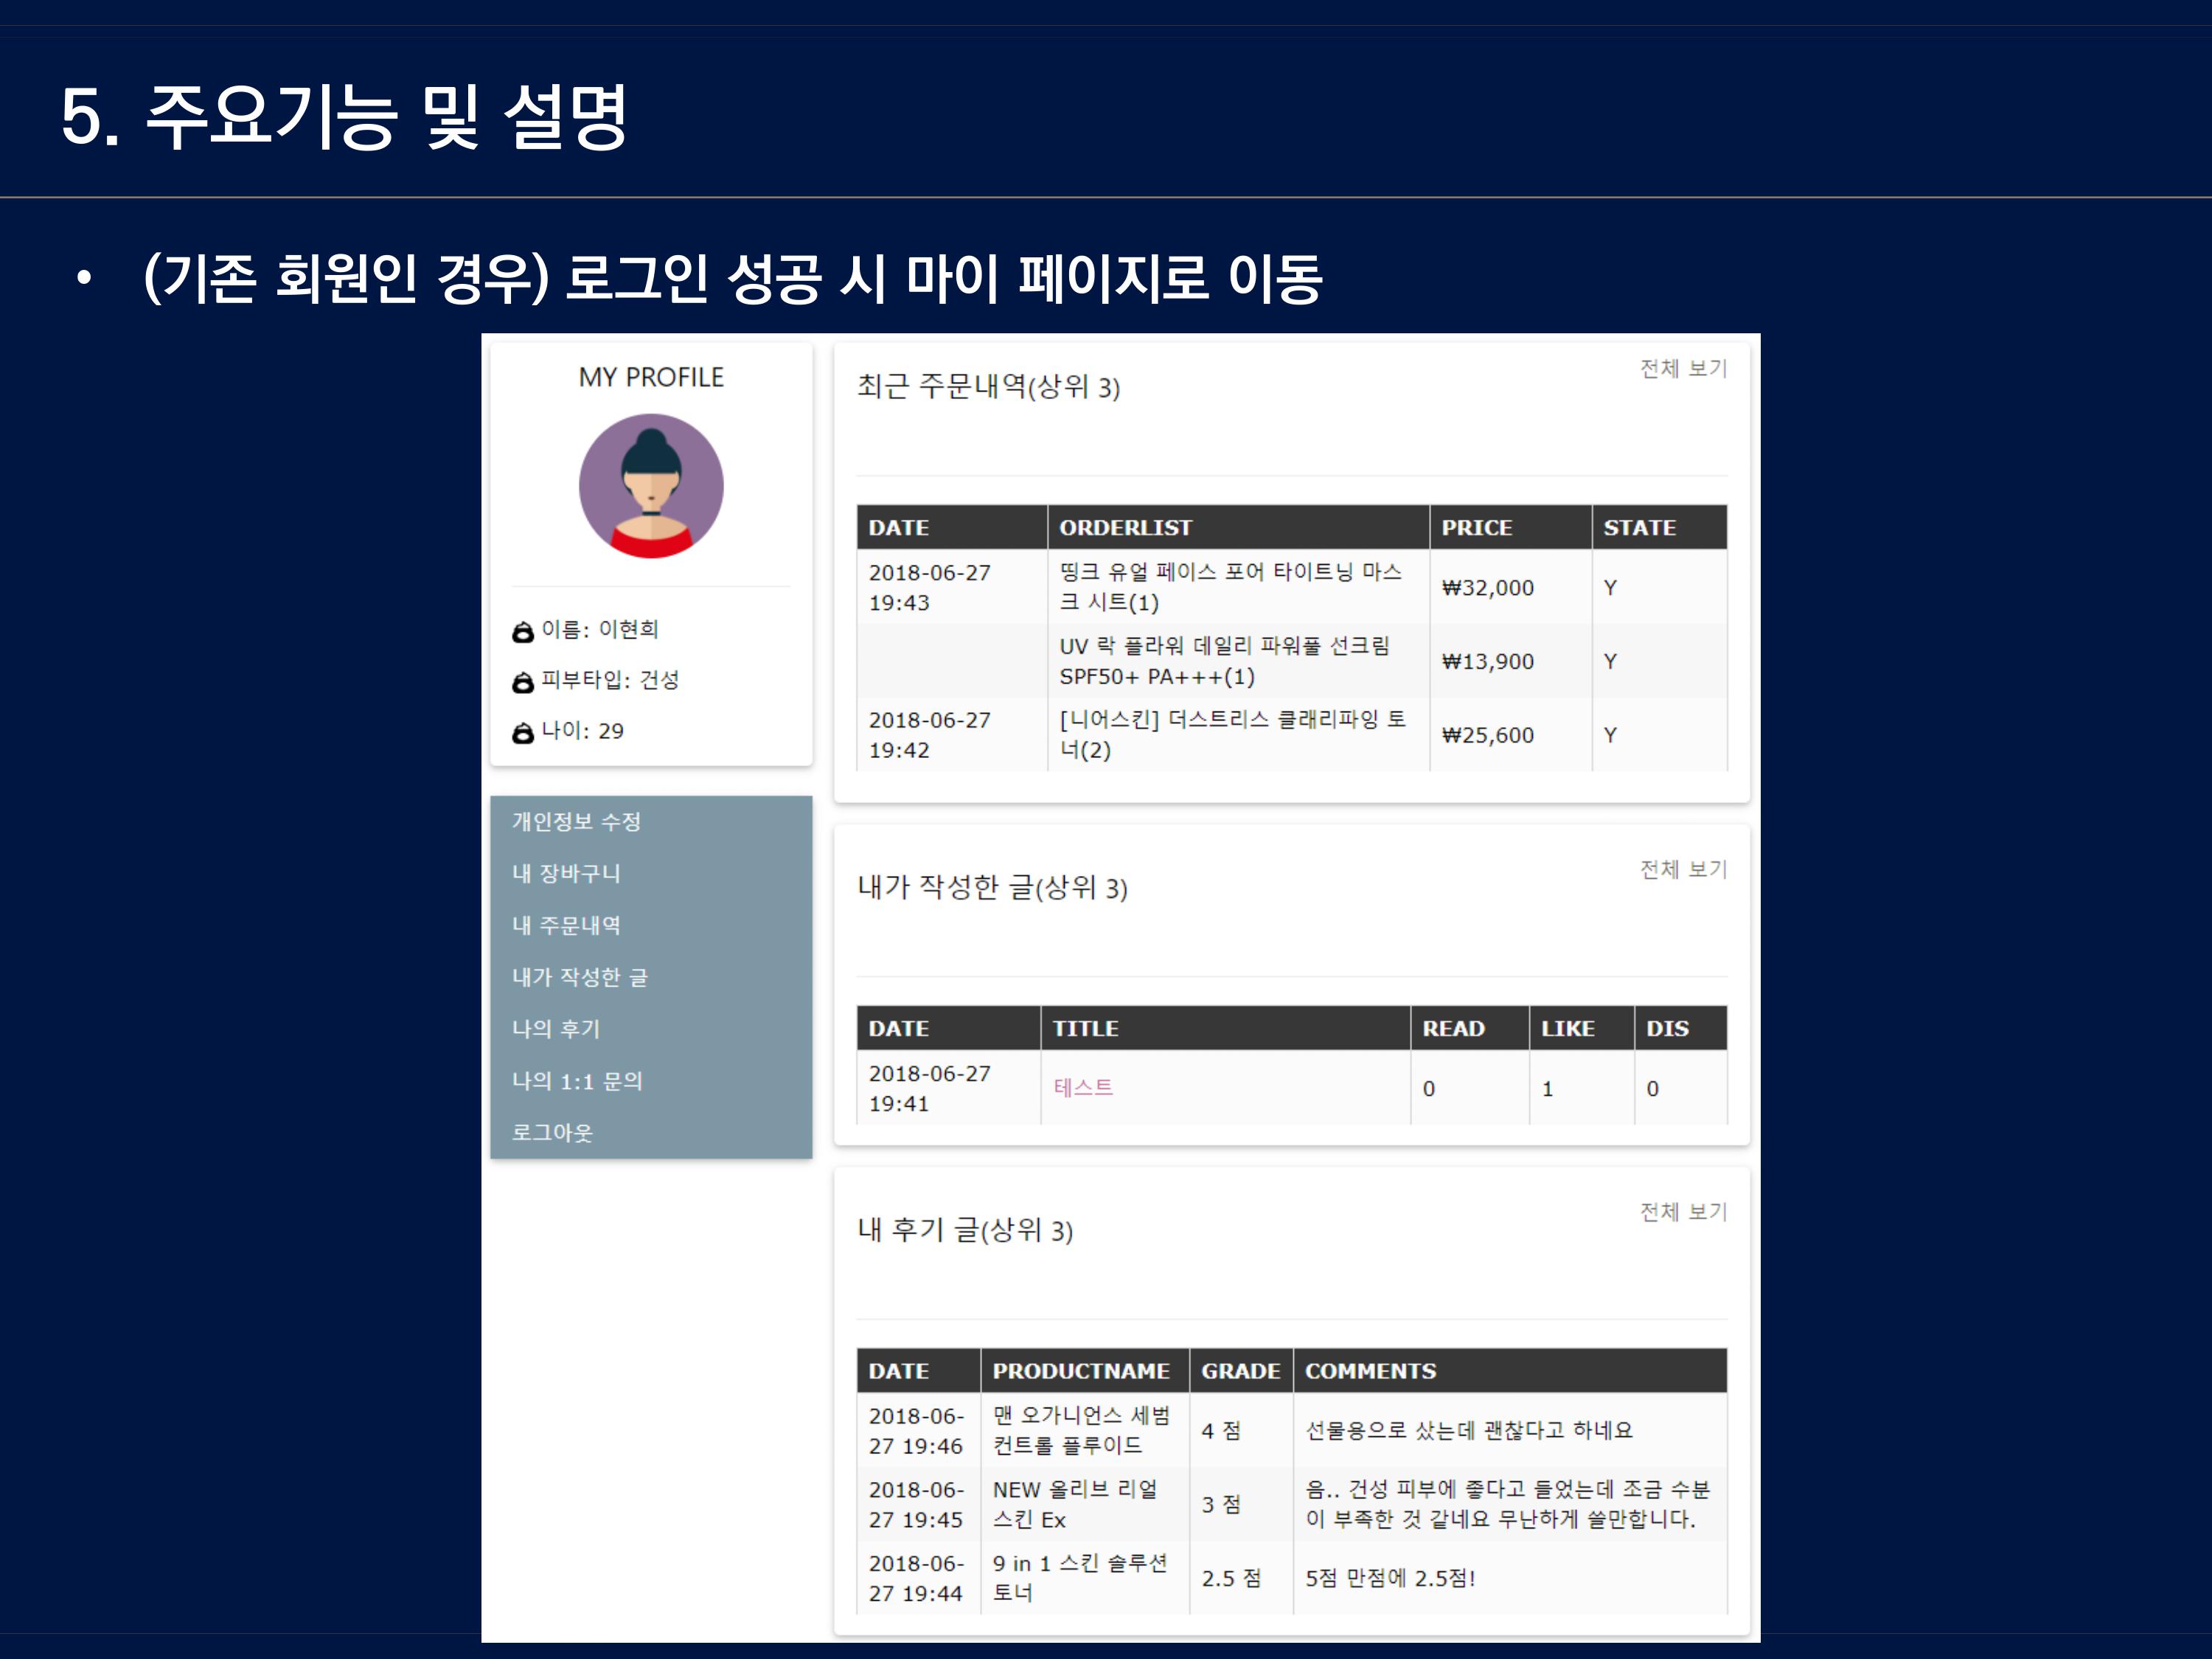 5. 주요기능 및 설명
• (기존 회원인 경우) 로그인 성공 시 마이 페이지로 이동
MY PROFILE
이름: 이현희
피부타입: 건성
나이: 29
개인정보 수정
내 장바구니
내 주문내역
내가 작성한 글
나의 후기
나의 1:1 문의
로그아웃
전체 보기
최근 주문내역(상위 3)
DATE ORDERLIST PRICE STATE
2018-06-27 19:43 띵크 유얼 페이스 포어 타이트닝 마스크 시트(1) ₩32,000 Y
UV 락 플라워 데일리 파워풀 선크림 SPF50+ PA+++(1) ₩13,900 Y
2018-06-27 19:42 [니어스킨] 더스트리스 클래리파잉 토너(2) ₩25,600 Y
전체 보기
내가 작성한 글(상위 3)
DATE TITLE READ LIKE DIS
2018-06-27 19:41 테스트 0 1 0
전체 보기
내 후기 글(상위 3)
DATE PRODUCTNAME GRADE COMMENTS
2018-06-27 19:46 맨 오가니언스 세범 컨트롤 플루이드 4 점 선물용으로 샀는데 괜찮다고 하네요
2018-06-27 19:45 NEW 올리브 리얼 스킨 Ex 3 점 음.. 건성 피부에 좋다고 들었는데 조금 수분이 부족한 것 같네요 무난하게 쓸만합니다.
2018-06-27 19:44 9 in 1 스킨 솔루션 토너 2.5 점 5점 만점에 2.5점!